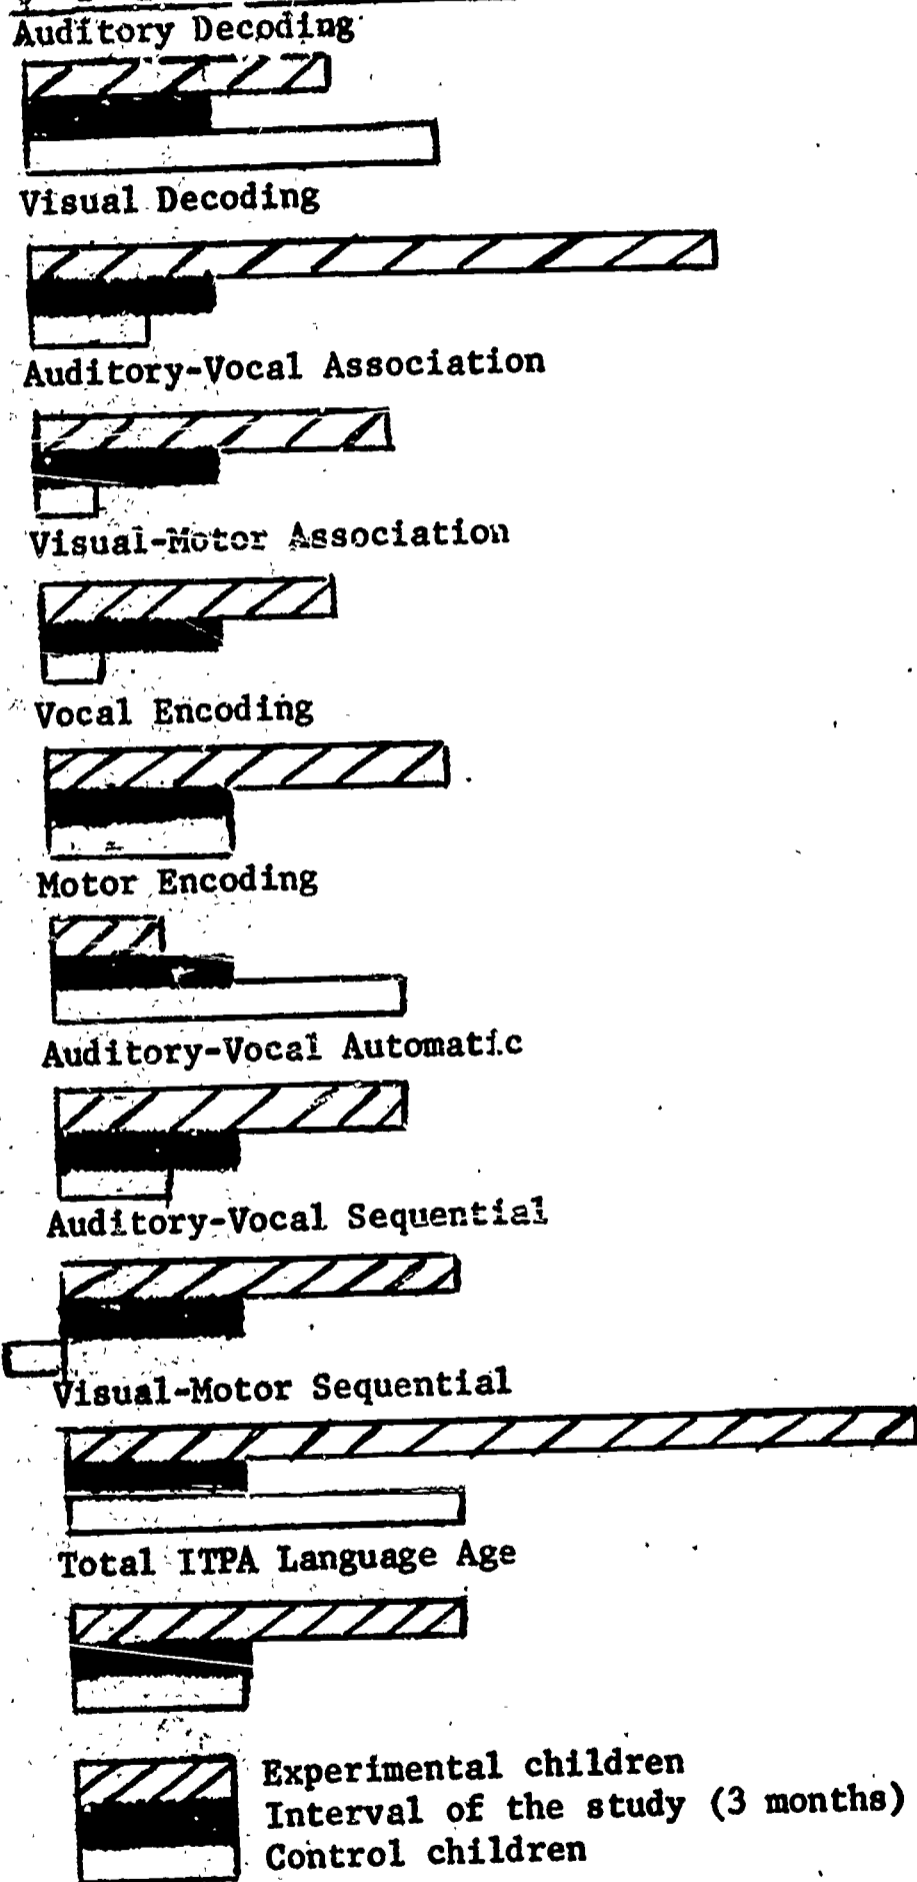 Auditory Decoding
Visual Decoding
Auditory-Vocal Association
Visual-Motor Association
Vocal Encoding
Motor Encoding
Auditory-Vocal Automatic
Auditory-Vocal Sequential
Visual-Motor Sequential
Total ITPA Language Age
Experimental children
Interval of the study (3 months)
Control children